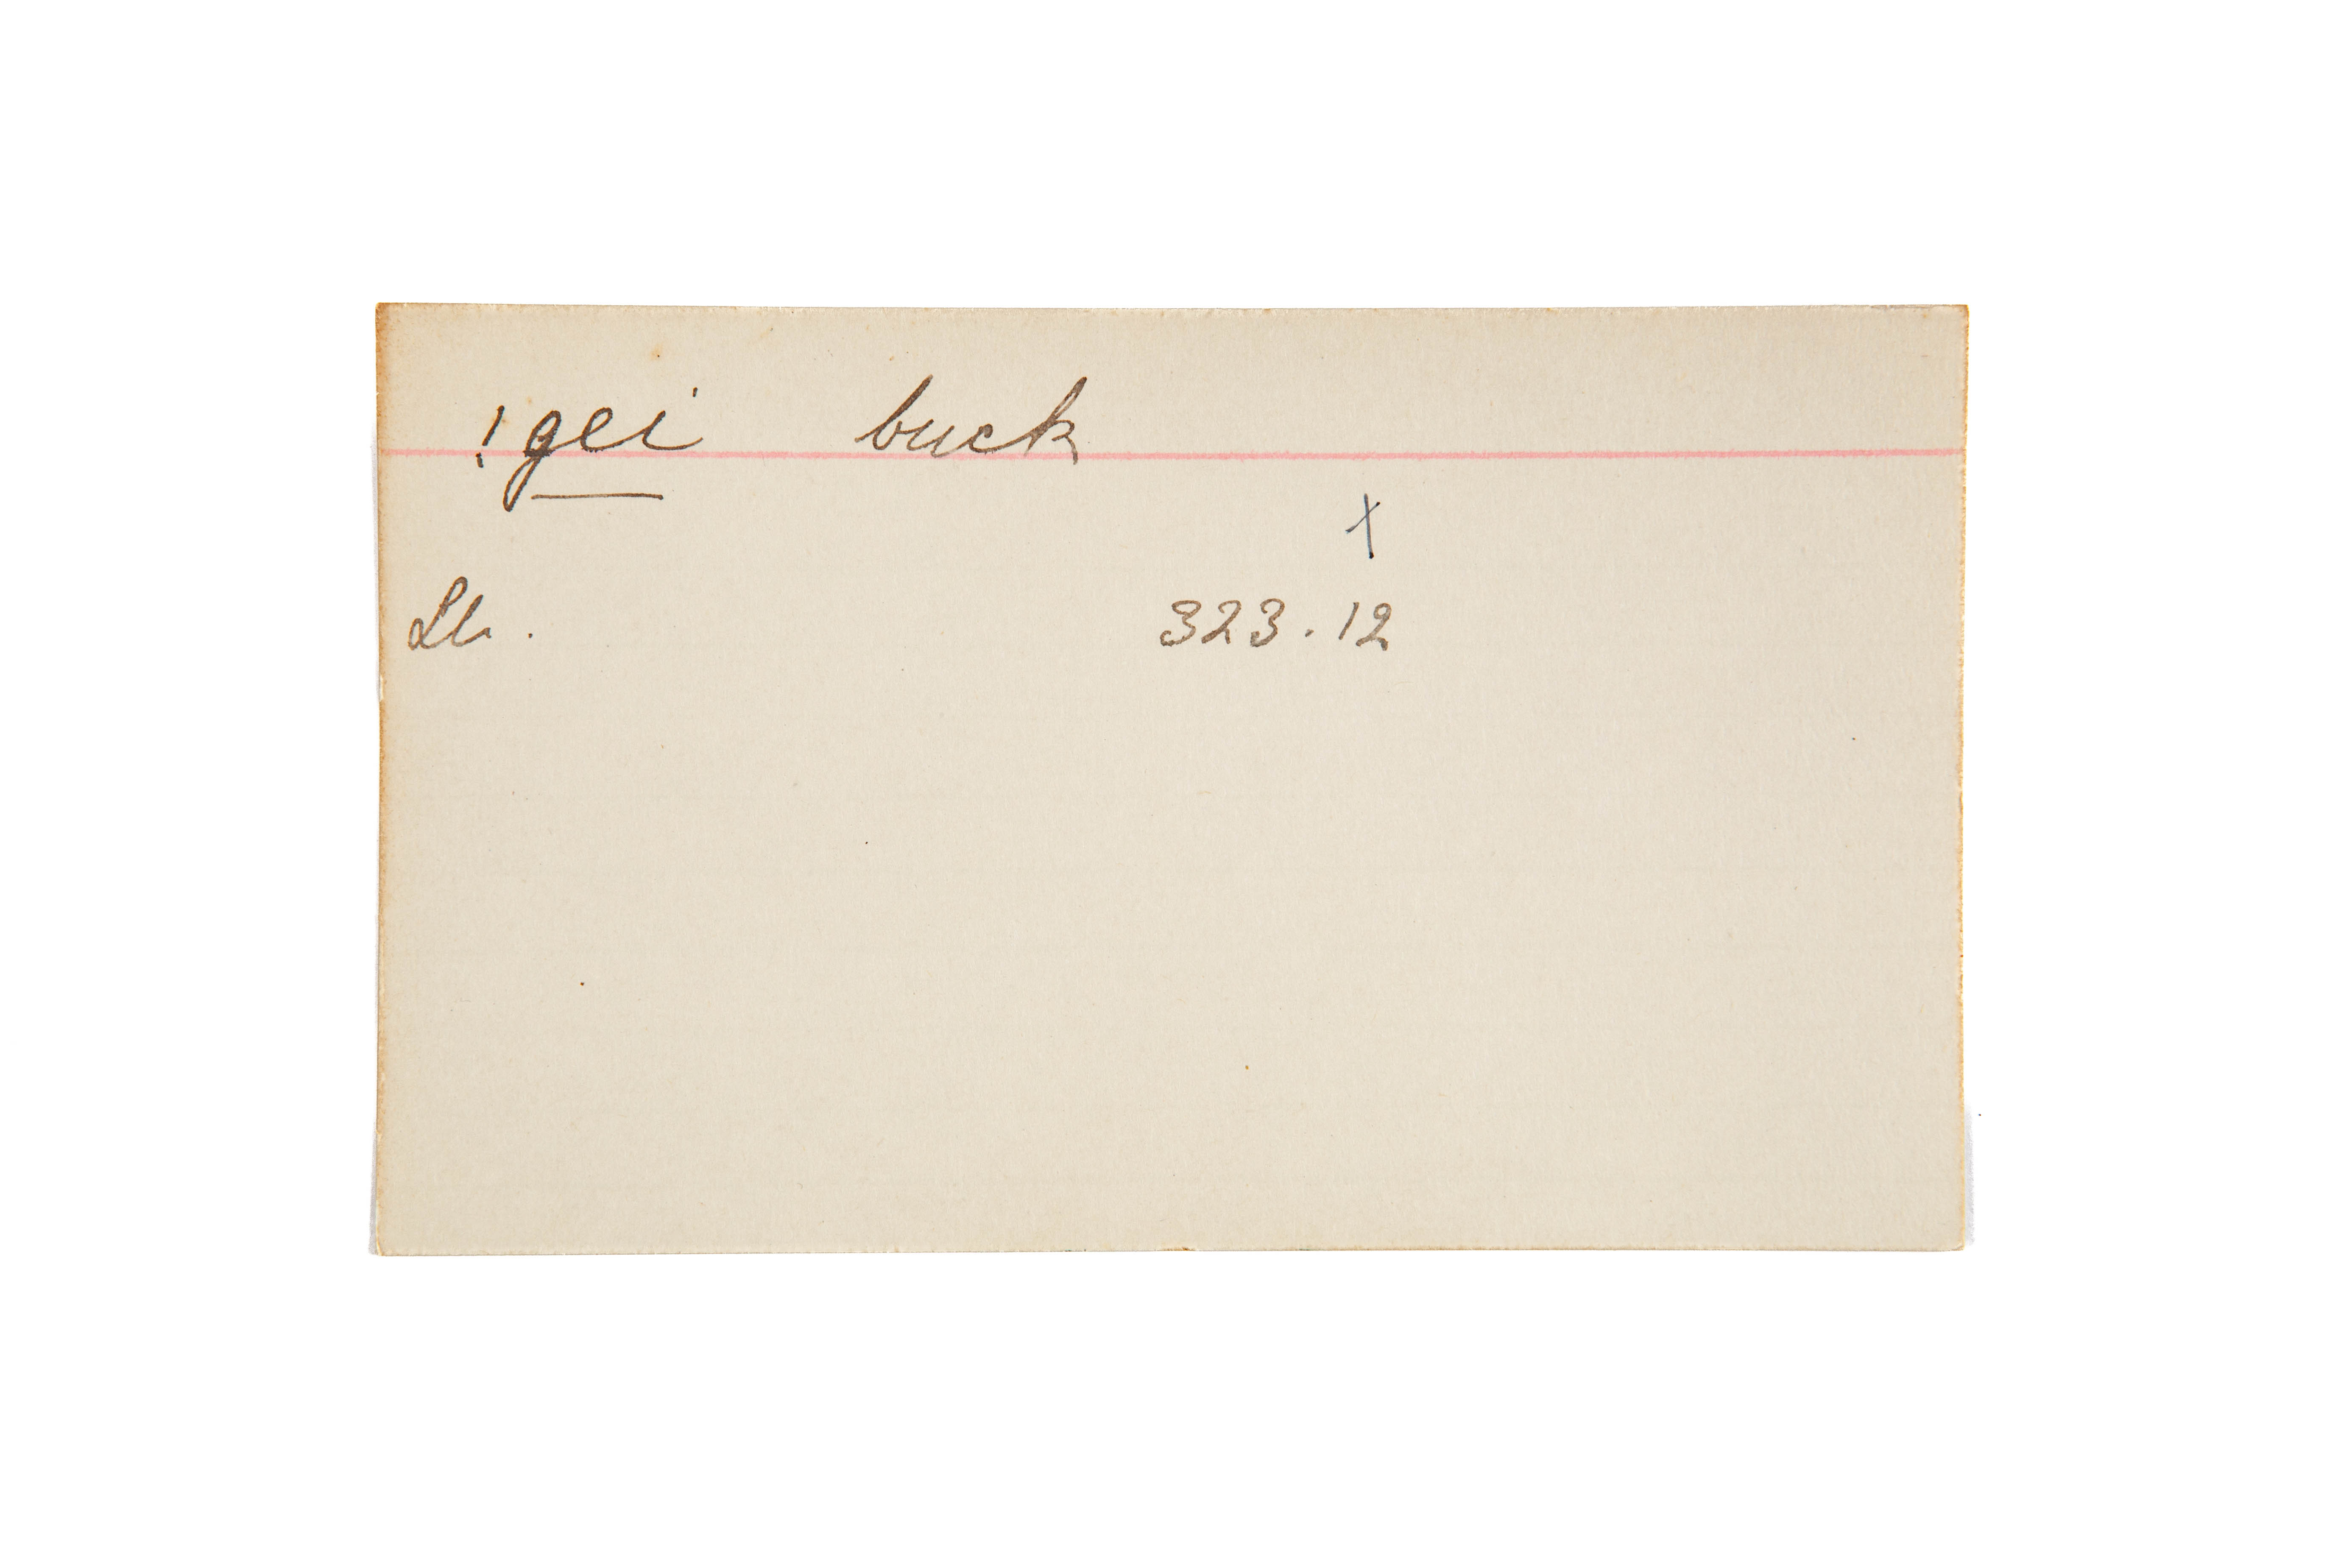 !gei buck
x
Ll. 323.12